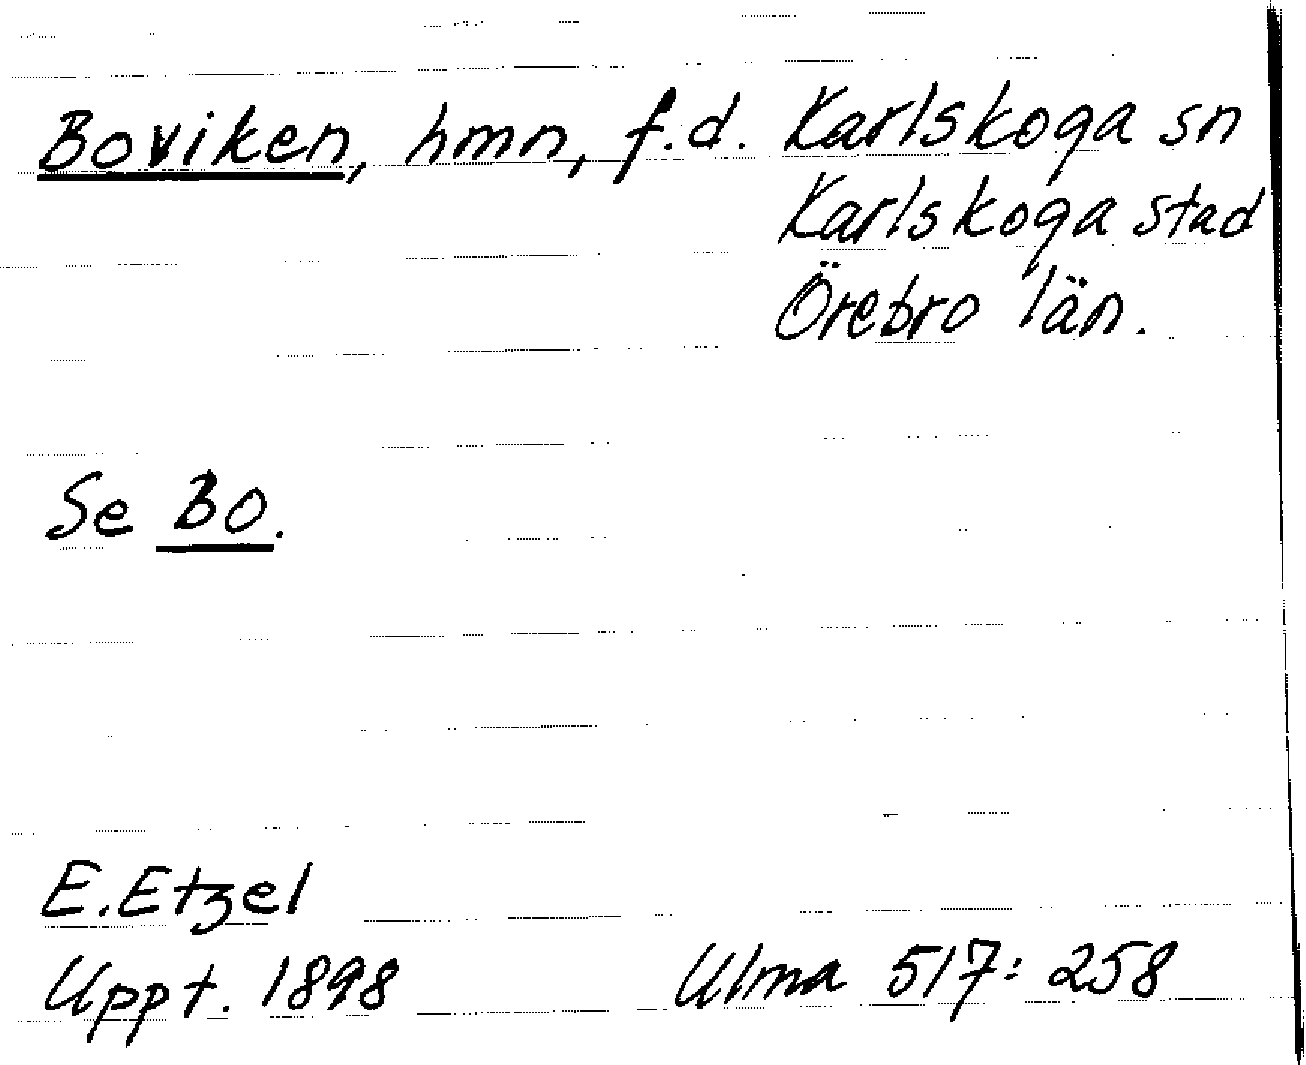 Boviken, hmn, f.d. Karlskoga sn
Karlskoga stad
Örebro län.
Se Bo.
E. Etzel
Uppt. 1898
Ulma 517: 258